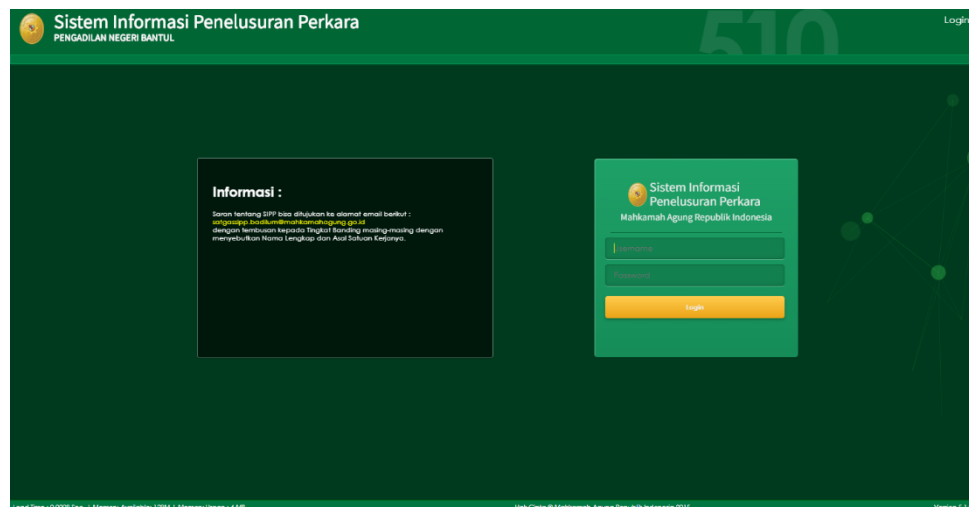 Sistem Informasi Penelusuran Perkara
PENGADILAN NEGERI BANTUL
510
Login
Informasi :
Saran tentang SIPP bisa ditujukan ke alamat email berikut :
satgassipp.badilum@mahkamahagung.go.id
dengan tembusan kepada Tingkat Banding masing-masing dengan
menyebutkan Nama Lengkap dan Asal Satuan Kerjanya.
Sistem Informasi
Penelusuran Perkara
Mahkamah Agung Republik Indonesia
Username
Password
Login